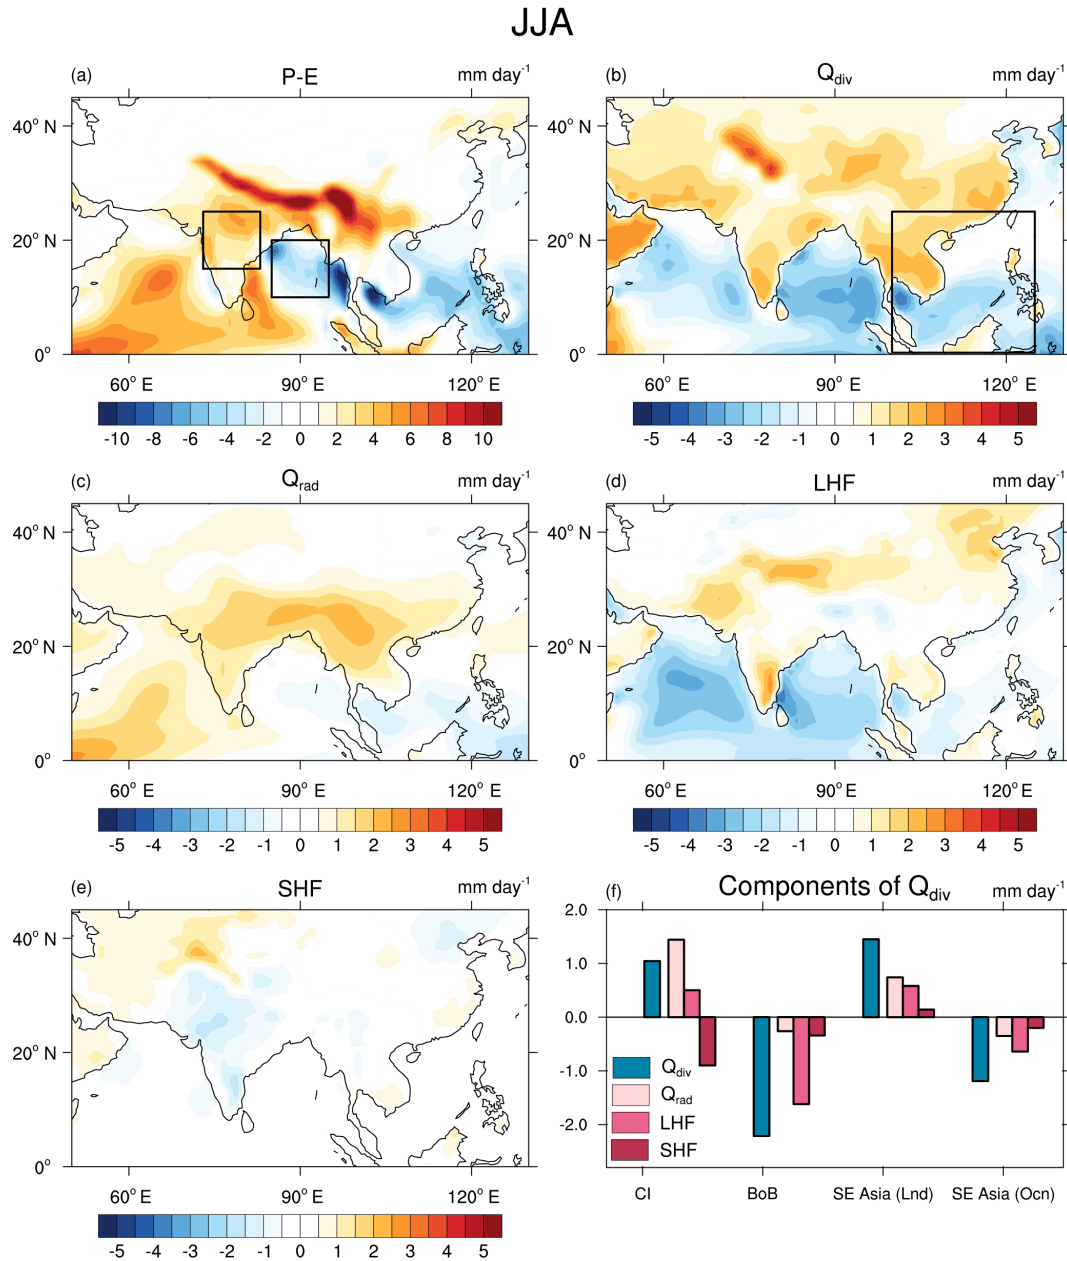 JJA
(a) P-E mm day-1
40° N
20° N
0°
60° E 90° E 120° E
-10 -8 -6 -4 -2 0 2 4 6 8 10
(b) Qdiv mm day-1
40° N
20° N
0°
60° E 90° E 120° E
-5 -4 -3 -2 -1 0 1 2 3 4 5
(c) Qrad mm day-1
40° N
20° N
0°
60° E 90° E 120° E
-5 -4 -3 -2 -1 0 1 2 3 4 5
(d) LHF mm day-1
40° N
20° N
0°
60° E 90° E 120° E
-5 -4 -3 -2 -1 0 1 2 3 4 5
(e) SHF mm day-1
40° N
20° N
0°
60° E 90° E 120° E
-5 -4 -3 -2 -1 0 1 2 3 4 5
(f) Components of Qdiv mm day-1
2.0
1.0
0.0
-1.0
-2.0
Qdiv
Qrad
LHF
SHF
CI BoB SE Asia (Lnd) SE Asia (Ocn)